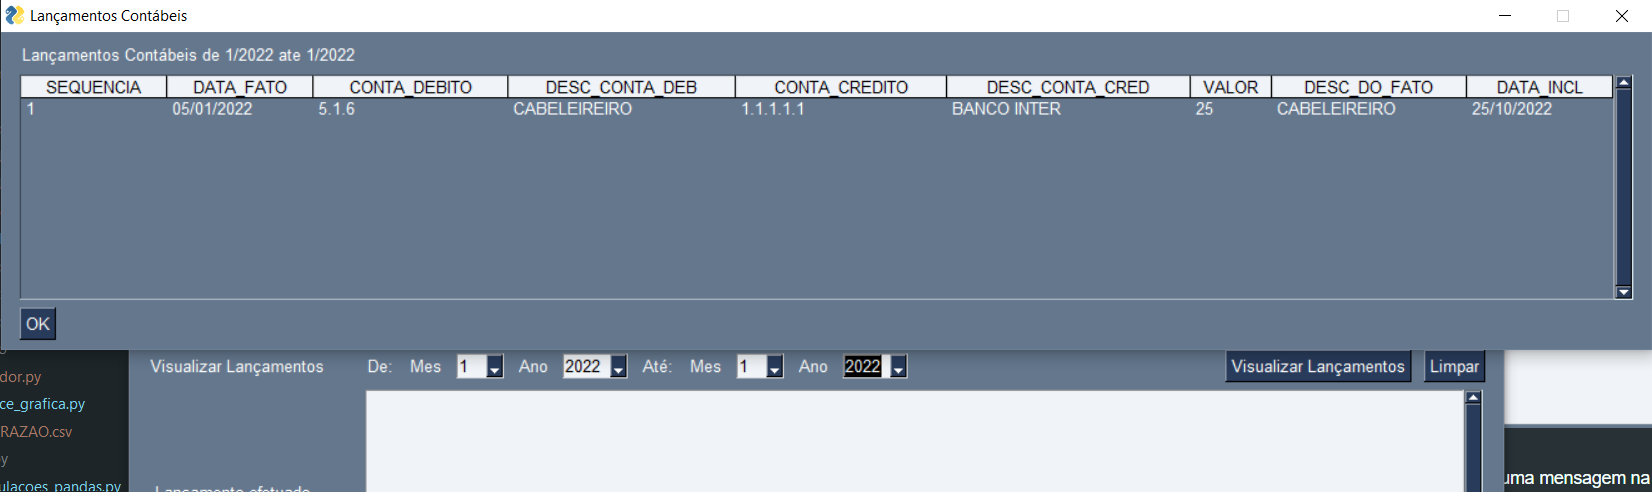 Lançamentos Contábeis
Lançamentos Contábeis de 1/2022 ate 1/2022
SEQUENCIA DATA_FATO CONTA_DEBITO DESC_CONTA_DEB CONTA_CREDITO DESC_CONTA_CRED VALOR DESC_DO_FATO DATA_INCL
1 05/01/2022 5.1.6 CABELEIREIRO 1.1.1.1.1 BANCO INTER 25 CABELEIREIRO 25/10/2022
OK
Visualizar Lançamentos De: Mes 1 Ano 2022 Até: Mes 1 Ano 2022 Visualizar Lançamentos Limpar
dor.py
ce_grafica.py
RAZAO.csv
y
ulacoes_pandas.py
Lançamento efetuado
uma mensagem na